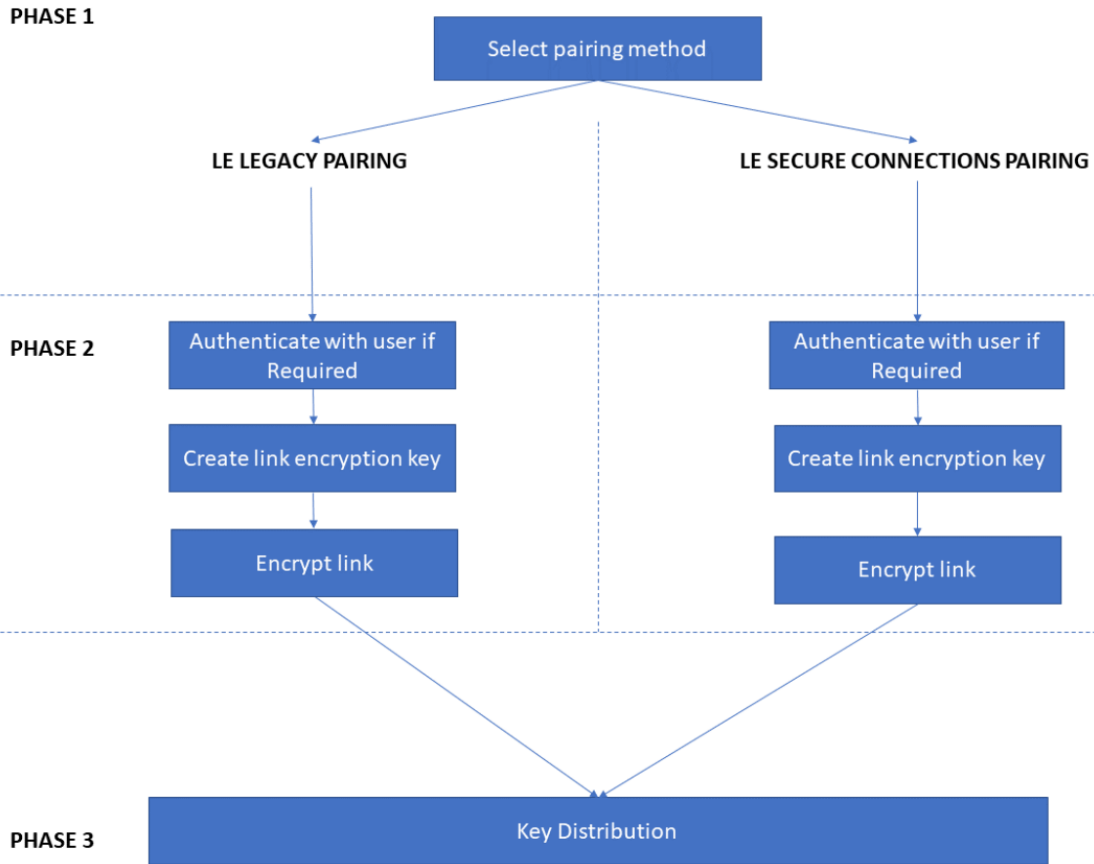 PHASE 1
Select pairing method
LE LEGACY PAIRING
LE SECURE CONNECTIONS PAIRING
PHASE 2
Authenticate with user if
Required
Create link encryption key
Encrypt link
Authenticate with user if
Required
Create link encryption key
Encrypt link
PHASE 3
Key Distribution